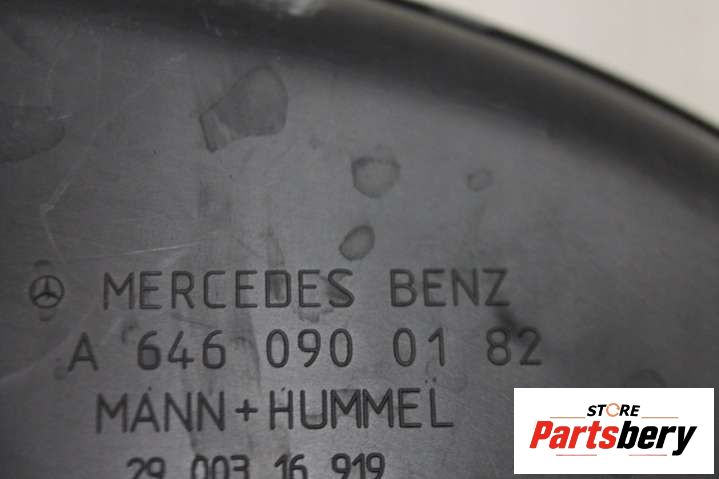 MERCEDES BENZ
A 646 090 01 82
MANN+HUMMEL
29 003 16 919
STORE
Partsbery